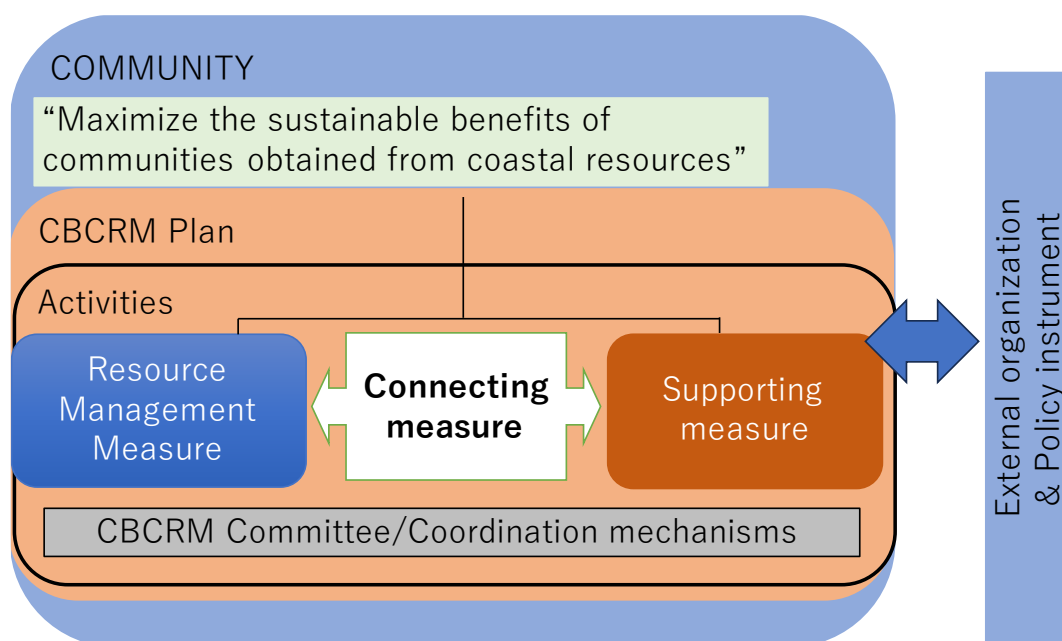 COMMUNITY
“Maximize the sustainable benefits of
communities obtained from coastal resources”
CBCRM Plan
Activities
Resource
Management
Measure
Connecting
measure
Supporting
measure
CBCRM Committee/Coordination mechanisms
External organization
& Policy instrument